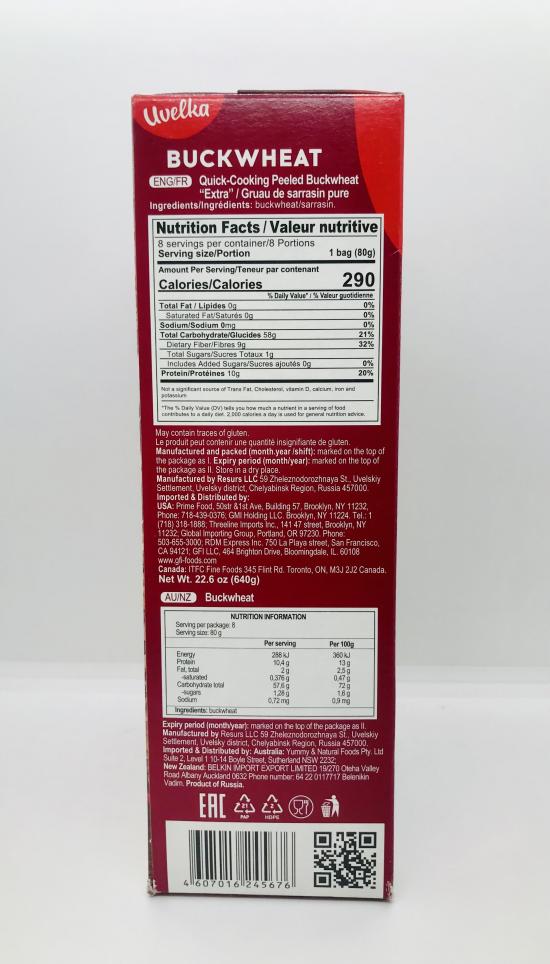 Uvelka
BUCKWHEAT
ENG/FR Quick-Cooking Peeled Buckwheat
"Extra" / Gruau de sarrasin pure
Ingredients/Ingrédients: buckwheat/sarrasin.
Nutrition Facts / Valeur nutritive
8 servings per container/8 Portions
Serving size/Portion 1 bag (80g)
Amount Per Serving/Teneur par contenant
Calories/Calories 290
% Daily Value* / % Valeur quotidienne
Total Fat / Lipides 0g 0%
Saturated Fat/Saturés 0g 0%
Sodium/Sodium 0mg 0%
Total Carbohydrate/Glucides 58g 21%
Dietary Fiber/Fibres 9g 32%
Total Sugars/Sucres Totaux 1g
Includes Added Sugars/Sucres ajoutés 0g 0%
Protein/Protéines 10g 20%
Not a significant source of Trans Fat, Cholesterol, vitamin D, calcium, iron and
potassium
*The % Daily Value (DV) tells you how much a nutrient in a serving of food
contributes to a daily diet. 2,000 calories a day is used for general nutrition advice.
May contain traces of gluten.
Le produit peut contenir une quantité insignifiante de gluten.
Manufactured and packed (month.year /shift): marked on the top of
the package as I. Expiry period (month/year): marked on the top of
the package as II. Store in a dry place.
Manufactured by Resurs LLC 59 Zheleznodorozhnaya St., Uvelskiy
Settlement, Uvelsky district, Chelyabinsk Region, Russia 457000.
Imported & Distributed by:
USA: Prime Food, 50str &1st Ave, Building 57, Brooklyn, NY 11232,
Phone: 718-439-0376; GMI Holding LLC. Brooklyn, NY 11224, Tel.: 1
(718) 318-1888; Threeline Imports Inc., 141 47 street, Brooklyn, NY
11232; Global Importing Group, Portland, OR 97230. Phone:
503-655-3000; RDM Express Inc. 750 La Playa street, San Francisco,
CA 94121; GFI LLC, 464 Brighton Drive, Bloomingdale, IL. 60108
www.gfi-foods.com
Canada: ITFC Fine Foods 345 Flint Rd. Toronto, ON, M3J 2J2 Canada.
Net Wt. 22.6 oz (640g)
AU/NZ Buckwheat
NUTRITION INFORMATION
Serving per package: 8
Serving size: 80 g
Per serving Per 100g
Energy 288 kJ 360 kJ
Protein 10,4 g 13 g
Fat, total 2 g 2,5 g
-saturated 0,376 g 0,47 g
Carbohydrate total 57,6 g 72 g
-sugars 1,28 g 1,6 g
Sodium 0,72 mg 0,9 mg
Ingredients: buckwheat
Expiry period (month/year): marked on the top of the package as II.
Manufactured by Resurs LLC 59 Zheleznodorozhnaya St., Uvelskiy
Settlement, Uvelsky district, Chelyabinsk Region, Russia 457000.
Imported & Distributed by: Australia: Yummy & Natural Foods Pty. Ltd
Suite 2, Level 1 10-14 Boyle Street, Sutherland NSW 2232;
New Zealand: BELKIN IMPORT EXPORT LIMITED 19/270 Oteha Valley
Road Albany Auckland 0632 Phone number: 64 22 0117717 Belenikin
Vadim. Product of Russia.
EAC 21 PAP 2 HDPE
4 607016 245676